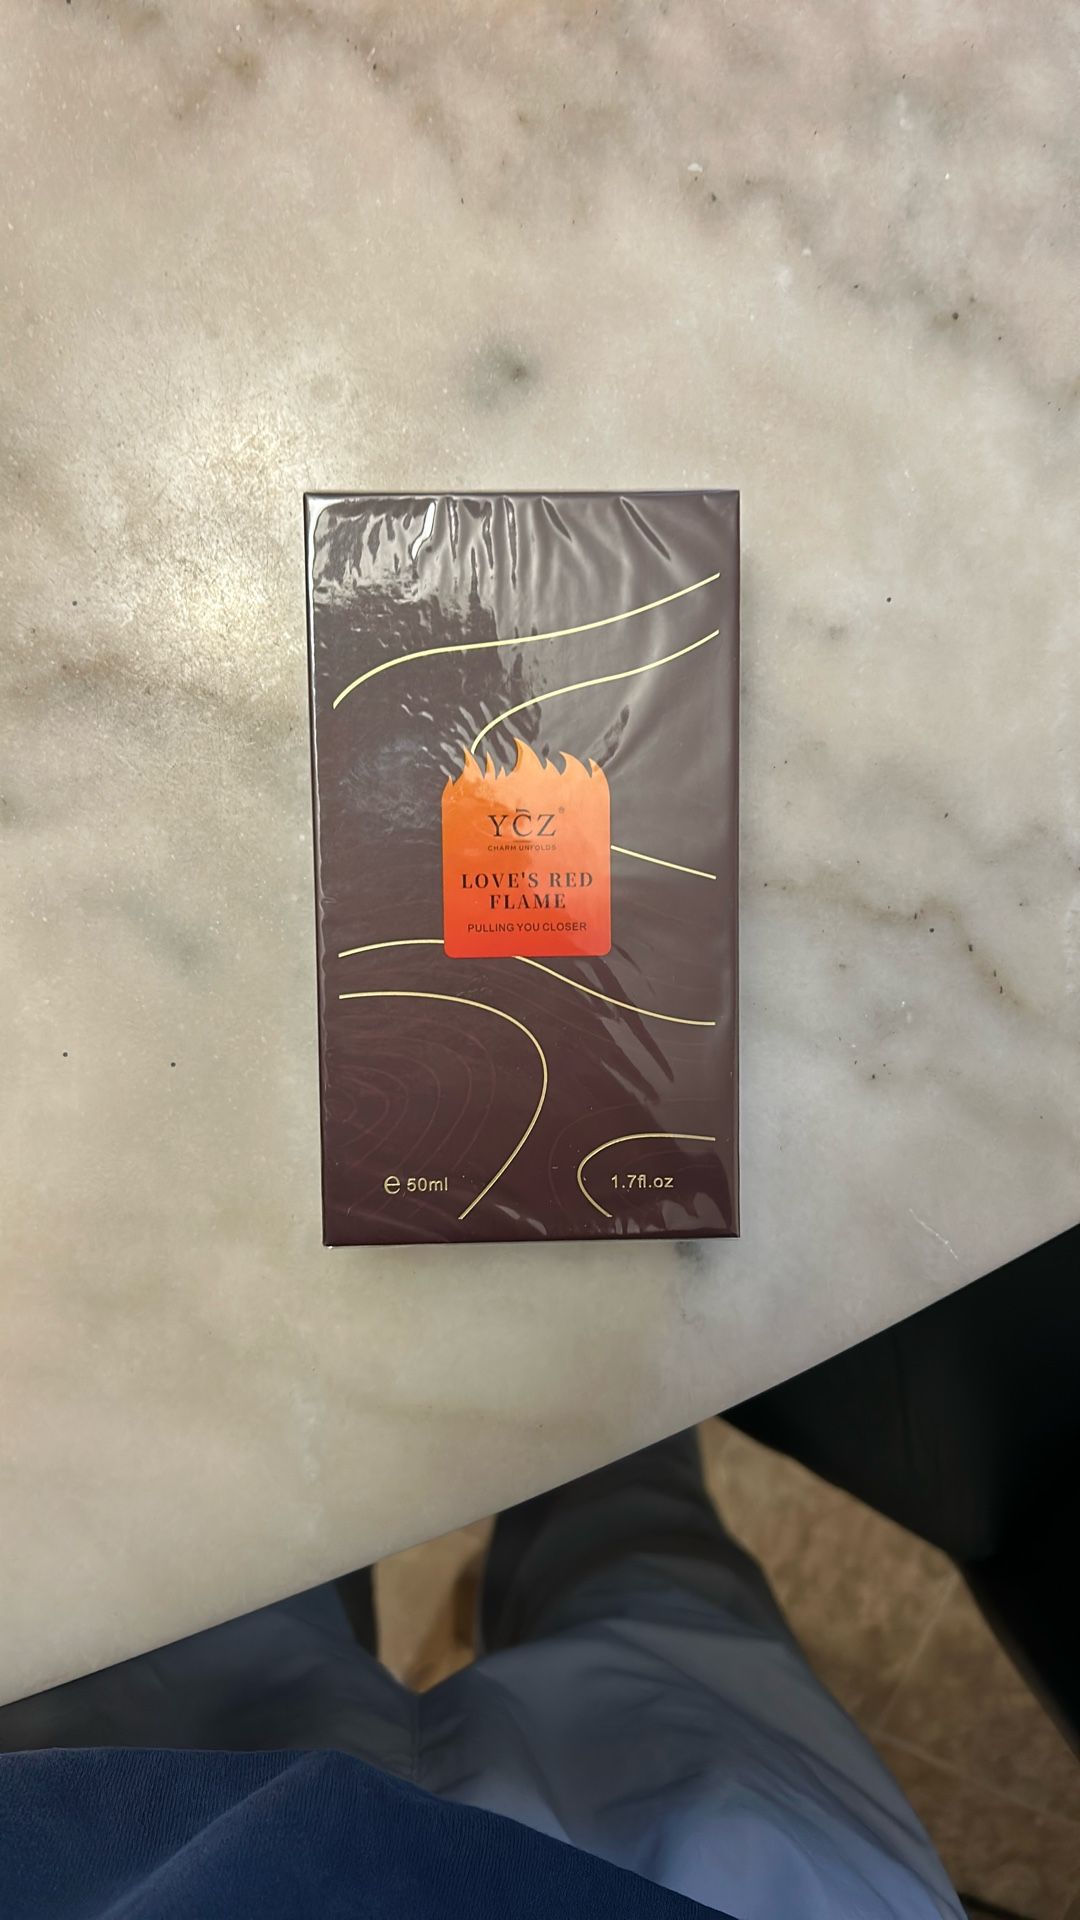 YCZ®
CHARM UNFOLDS
LOVE'S RED
FLAME
PULLING YOU CLOSER
℮ 50ml
1.7fl.oz